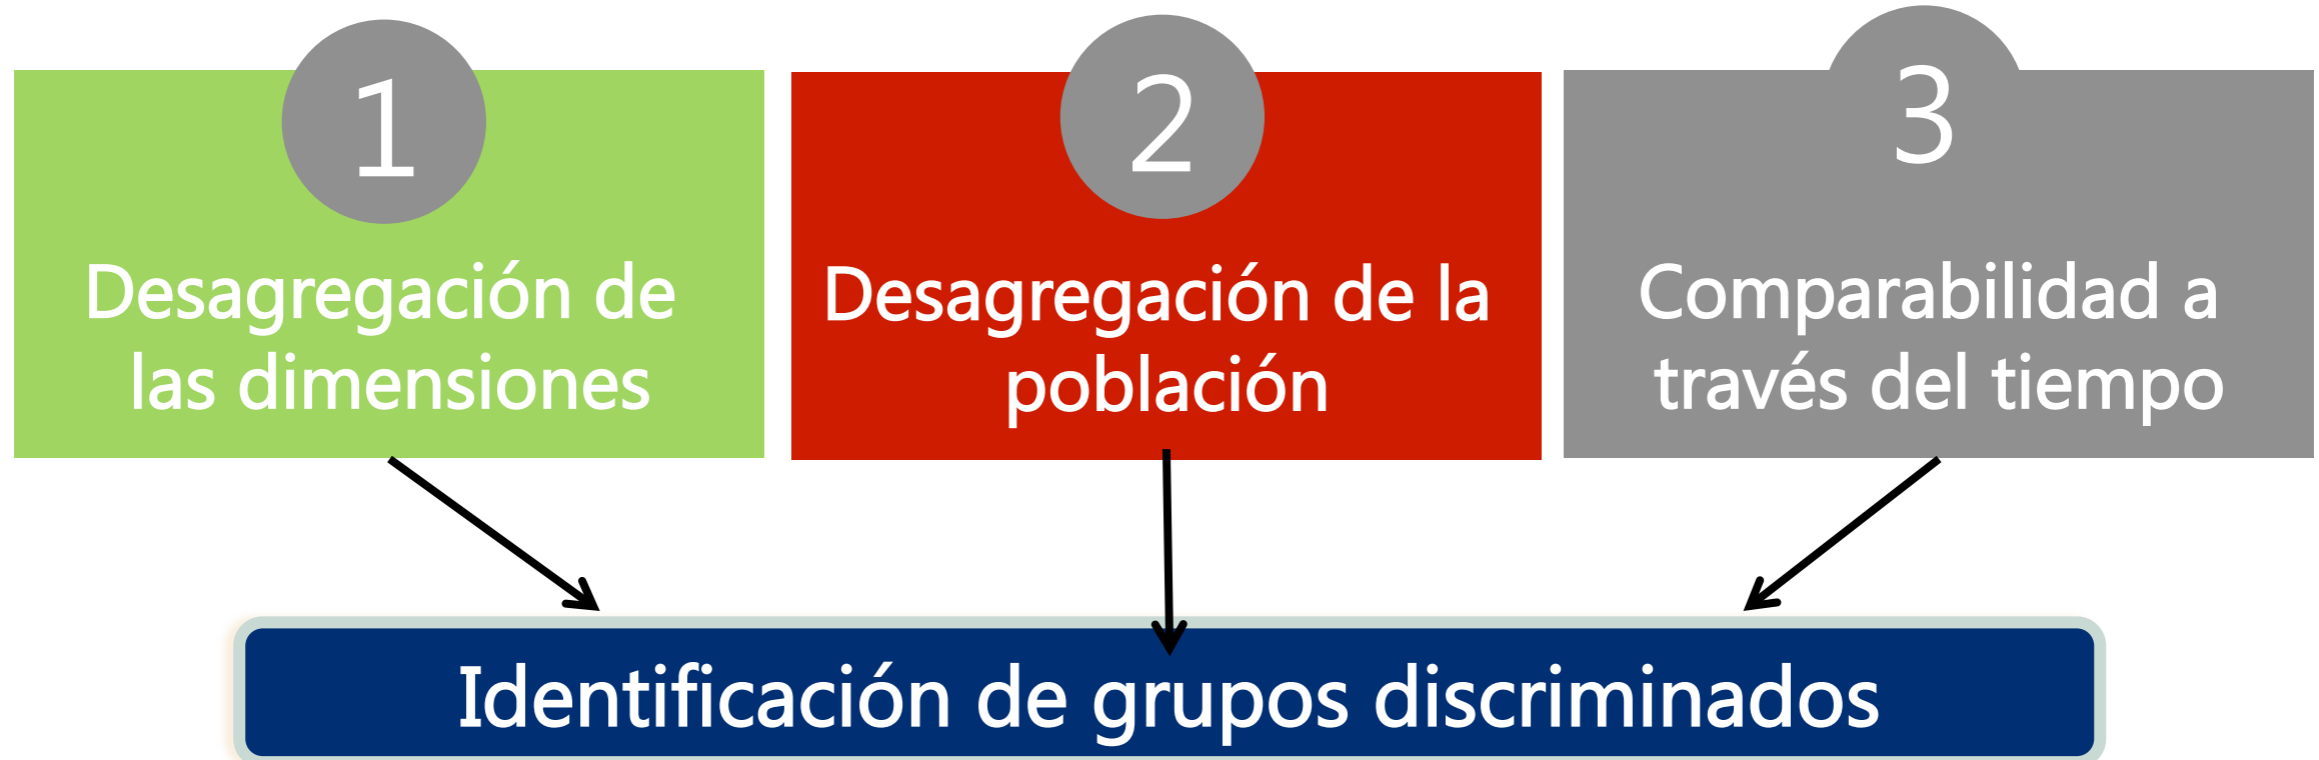 1
Desagregación de
las dimensiones
2
Desagregación de la
población
3
Comparabilidad a
través del tiempo
Identificación de grupos discriminados